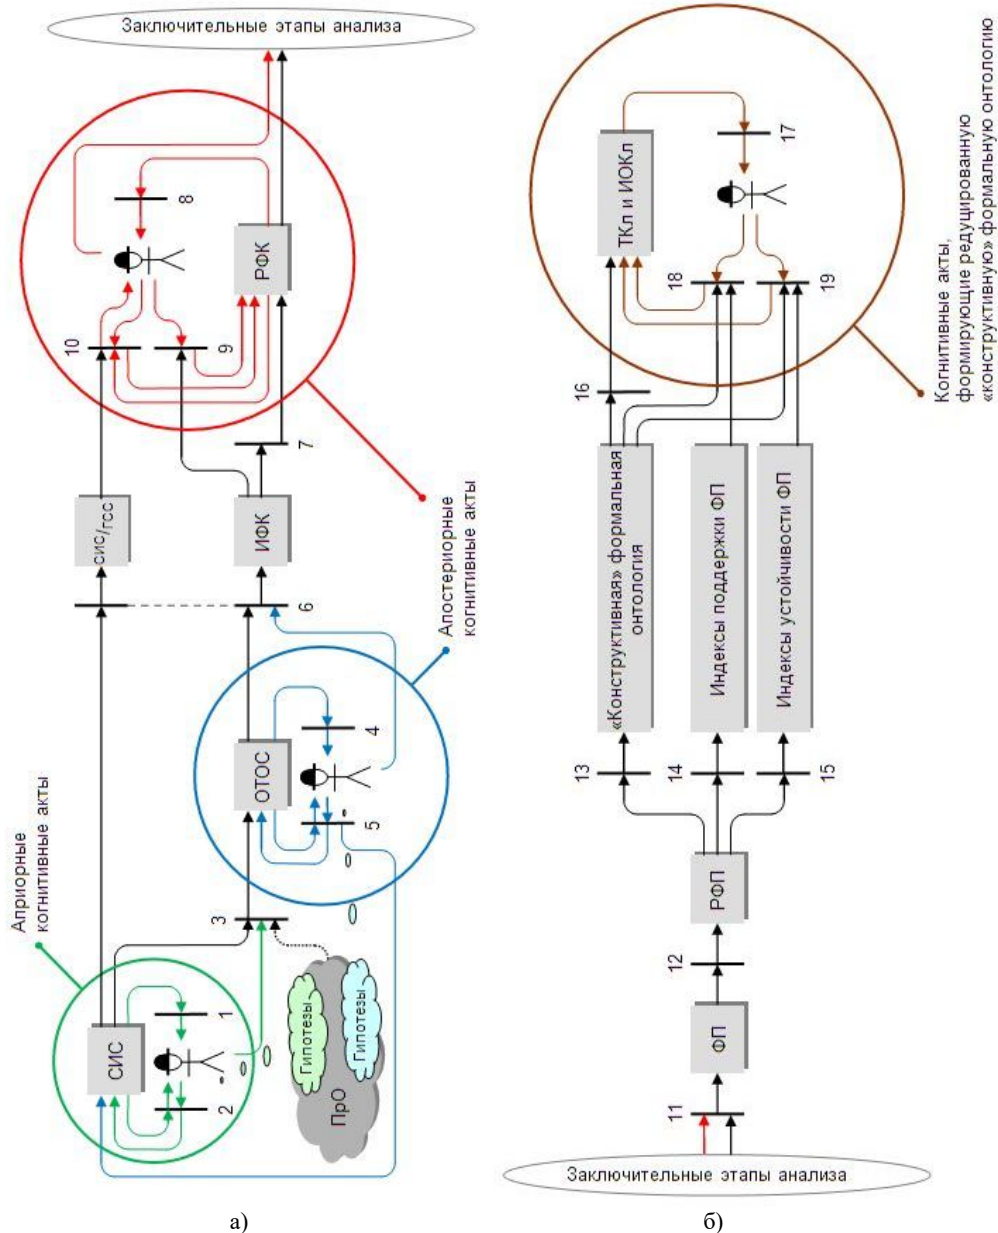 Заключительные этапы анализа
8
РФК
10
9
7
СИС/ГСС
ИФК
6
Апостериорные
когнитивные акты
ОТОС
4
5
3
Априорные
когнитивные акты
СИС
1
2
Гипотезы
Гипотезы
ПрО
а)
ТКл и ИОКл
17
18
19
16
Когнитивные акты,
формирующие редуцированную
«конструктивную» формальную онтологию
«Конструктивная» формальная
онтология
Индексы поддержки ФП
Индексы устойчивости ФП
13
14
15
РФП
12
ФП
11
Заключительные этапы анализа
б)